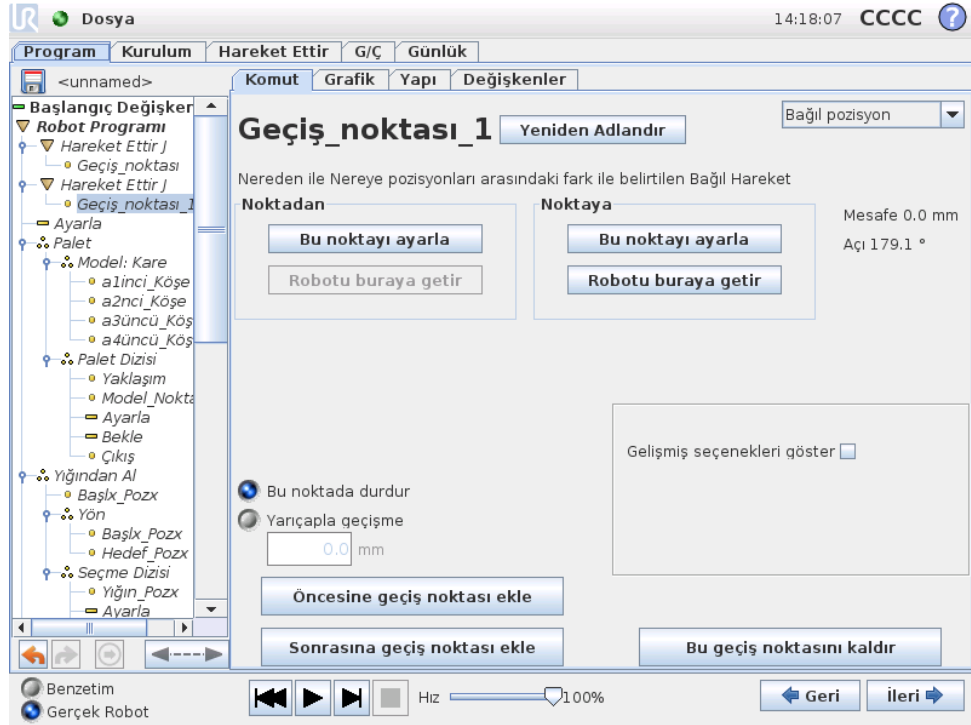 Dosya
14:18:07 CCCC ?
Program Kurulum Hareket Ettir G/Ç Günlük
<unnamed>
Komut Grafik Yapı Değişkenler
Başlangıç Değişker
Robot Programı
Hareket Ettir J
Geçiş_noktası
Hareket Ettir J
Geçiş_noktası_1
Ayarla
Palet
Model: Kare
a1inci_Köşe
a2nci_Köşe
a3üncü_Köş
a4üncü_Köş
Palet Dizisi
Yaklaşım
Model_Nokta
Ayarla
Bekle
Çıkış
Yığından Al
Başlx_Pozx
Yön
Başlx_Pozx
Hedef_Pozx
Seçme Dizisi
Yığın_Pozx
Ayarla
Geçiş_noktası_1 Yeniden Adlandır
Bağıl pozisyon
Nereden ile Nereye pozisyonları arasındaki fark ile belirtilen Bağıl Hareket
Noktadan
Bu noktayı ayarla
Robotu buraya getir
Noktaya
Bu noktayı ayarla
Robotu buraya getir
Mesafe 0.0 mm
Açı 179.1 °
Gelişmiş seçenekleri göster
Bu noktada durdur
Yarıçapla geçişme
0.0 mm
Öncesine geçiş noktası ekle
Sonrasına geçiş noktası ekle
Bu geçiş noktasını kaldır
Benzetim
Gerçek Robot
Hız 100%
Geri İleri